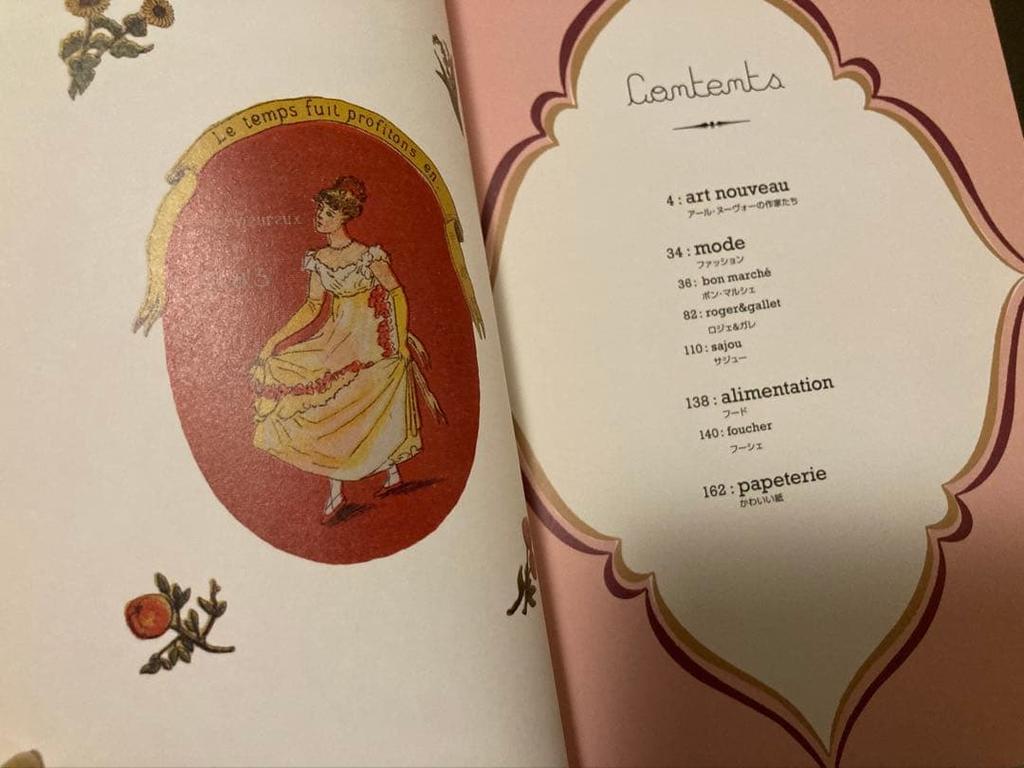 Le temps fuit profitons en.
Contents
4 : art nouveau
アール・ヌーヴォーの作家たち
34 : mode
ファッション
36 : bon marché
ボン・マルシェ
82 : roger&gallet
ロジェ&ガレ
110 : sajou
サジュー
138 : alimentation
フード
140 : foucher
フーシェ
162 : papeterie
かわいい紙